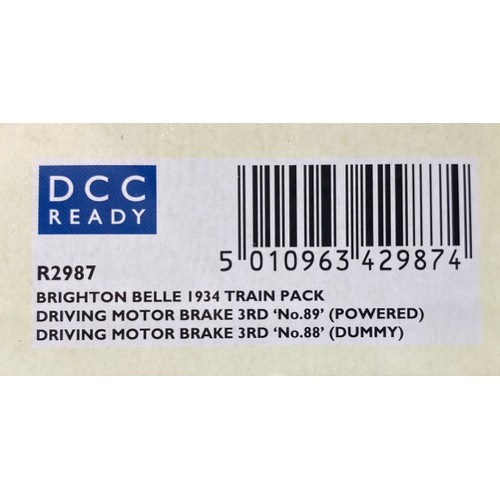 DCC
READY
R2987
5 010963 429874
BRIGHTON BELLE 1934 TRAIN PACK
DRIVING MOTOR BRAKE 3RD ‘No.89’ (POWERED)
DRIVING MOTOR BRAKE 3RD ‘No.88’ (DUMMY)